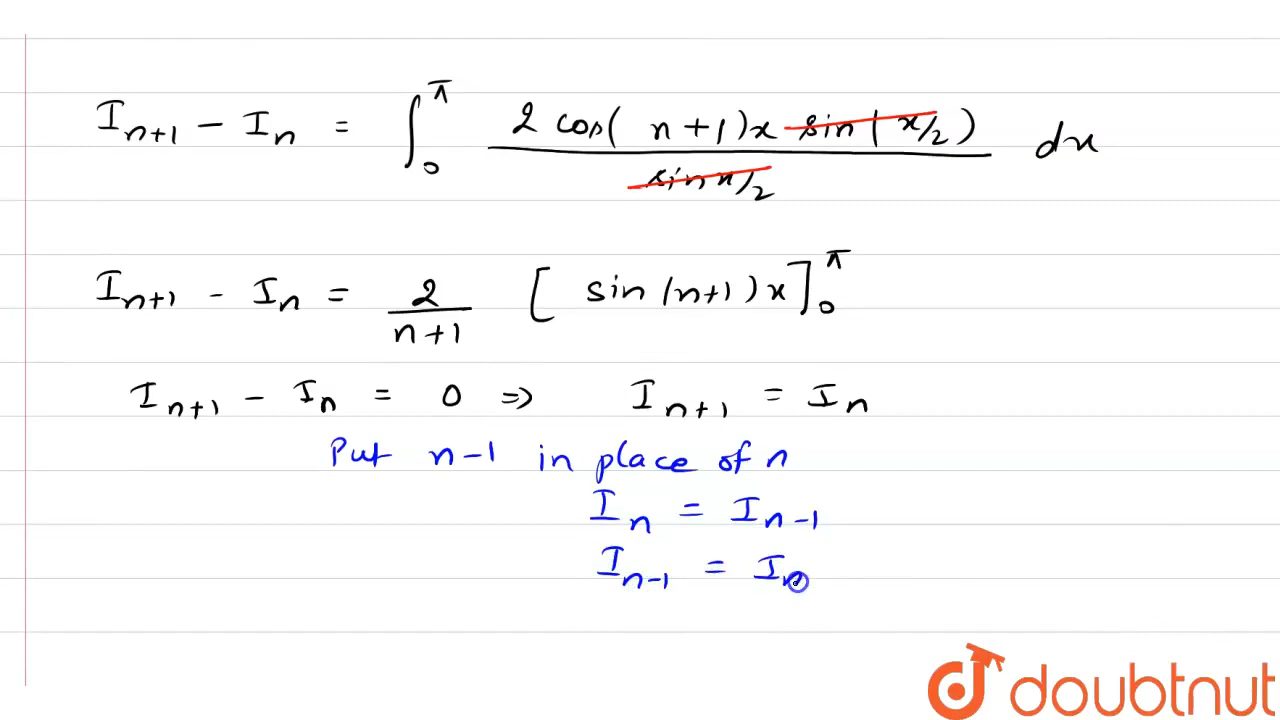 I_{n+1} - I_n = ∫_0^π 2 cos(n+1)x sin(x/2) / sin x/2 dx
I_{n+1} - I_n = 2/(n+1) [sin(n+1)x]_0^π
I_{n+1} - I_n = 0 ⇒ I_{n+1} = I_n
Put n-1 in place of n
I_n = I_{n-1}
I_{n-1} = I_n
doubtnut